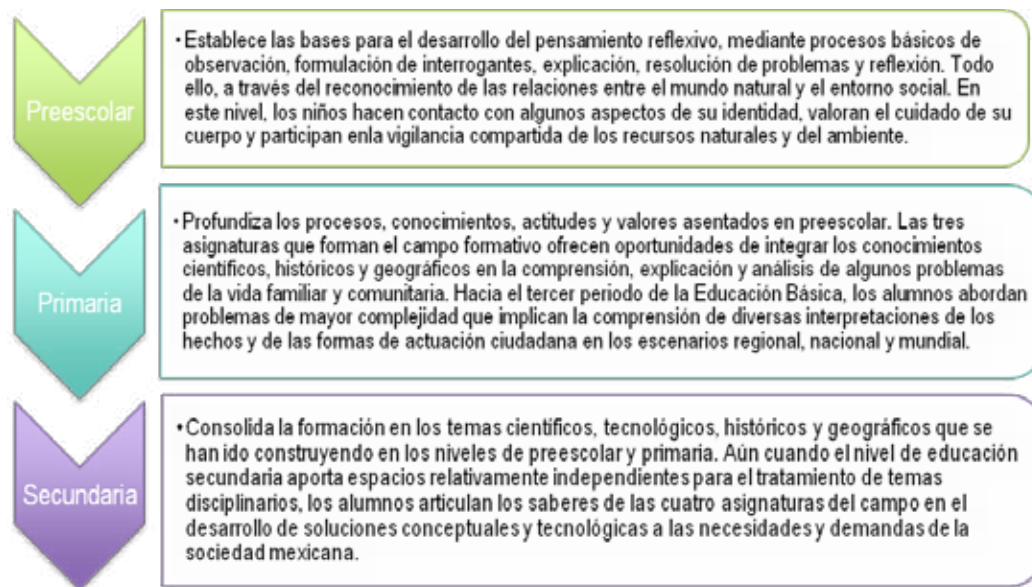 Preescolar
• Establece las bases para el desarrollo del pensamiento reflexivo, mediante procesos básicos de
observación, formulación de interrogantes, explicación, resolución de problemas y reflexión. Todo
ello, a través del reconocimiento de las relaciones entre el mundo natural y el entorno social. En
este nivel, los niños hacen contacto con algunos aspectos de su identidad, valoran el cuidado de su
cuerpo y participan enla vigilancia compartida de los recursos naturales y del ambiente.
Primaria
• Profundiza los procesos, conocimientos, actitudes y valores asentados en preescolar. Las tres
asignaturas que forman el campo formativo ofrecen oportunidades de integrar los conocimientos
científicos, históricos y geográficos en la comprensión, explicación y análisis de algunos problemas
de la vida familiar y comunitaria. Hacia el tercer periodo de la Educación Básica, los alumnos abordan
problemas de mayor complejidad que implican la comprensión de diversas interpretaciones de los
hechos y de las formas de actuación ciudadana en los escenarios regional, nacional y mundial.
Secundaria
• Consolida la formación en los temas científicos, tecnológicos, históricos y geográficos que se
han ido construyendo en los niveles de preescolar y primaria. Aún cuando el nivel de educación
secundaria aporta espacios relativamente independientes para el tratamiento de temas
disciplinarios, los alumnos articulan los saberes de las cuatro asignaturas del campo en el
desarrollo de soluciones conceptuales y tecnológicas a las necesidades y demandas de la
sociedad mexicana.